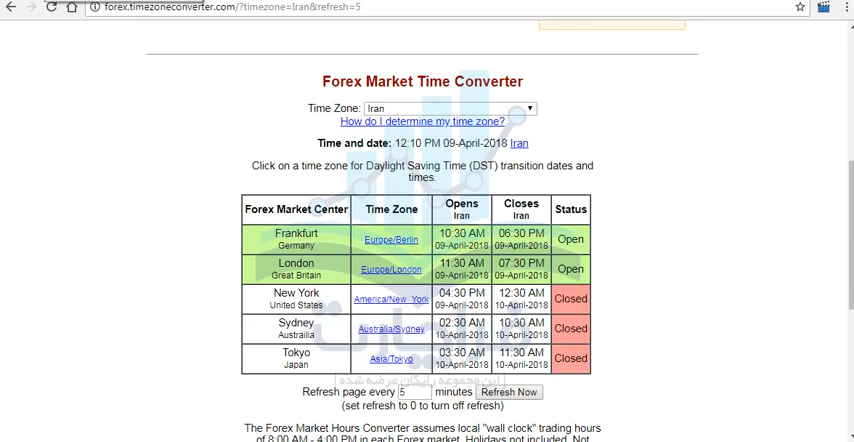 forex.timezoneconverter.com/?timezone=Iran&refresh=5
Forex Market Time Converter
Time Zone: Iran
How do I determine my time zone?
Time and date: 12:10 PM 09-April-2018 Iran
Click on a time zone for Daylight Saving Time (DST) transition dates and
times.
Forex Market Center Time Zone Opens Iran Closes Iran Status
Frankfurt Germany Europe/Berlin 10:30 AM 09-April-2018 06:30 PM 09-April-2018 Open
London Great Britain Europe/London 11:30 AM 09-April-2018 07:30 PM 09-April-2018 Open
New York United States America/New_York 04:30 PM 09-April-2018 12:30 AM 10-April-2018 Closed
Sydney Austrailia Australia/Sydney 02:30 AM 10-April-2018 10:30 AM 10-April-2018 Closed
Tokyo Japan Asia/Tokyo 03:30 AM 10-April-2018 11:30 AM 10-April-2018 Closed
این مجموعه رایگان عرضه شده
Refresh page every 5 minutes Refresh Now
(set refresh to 0 to turn off refresh)
The Forex Market Hours Converter assumes local "wall clock" trading hours
of 8:00 AM - 4:00 PM in each Forex market. Holidays not included. Not